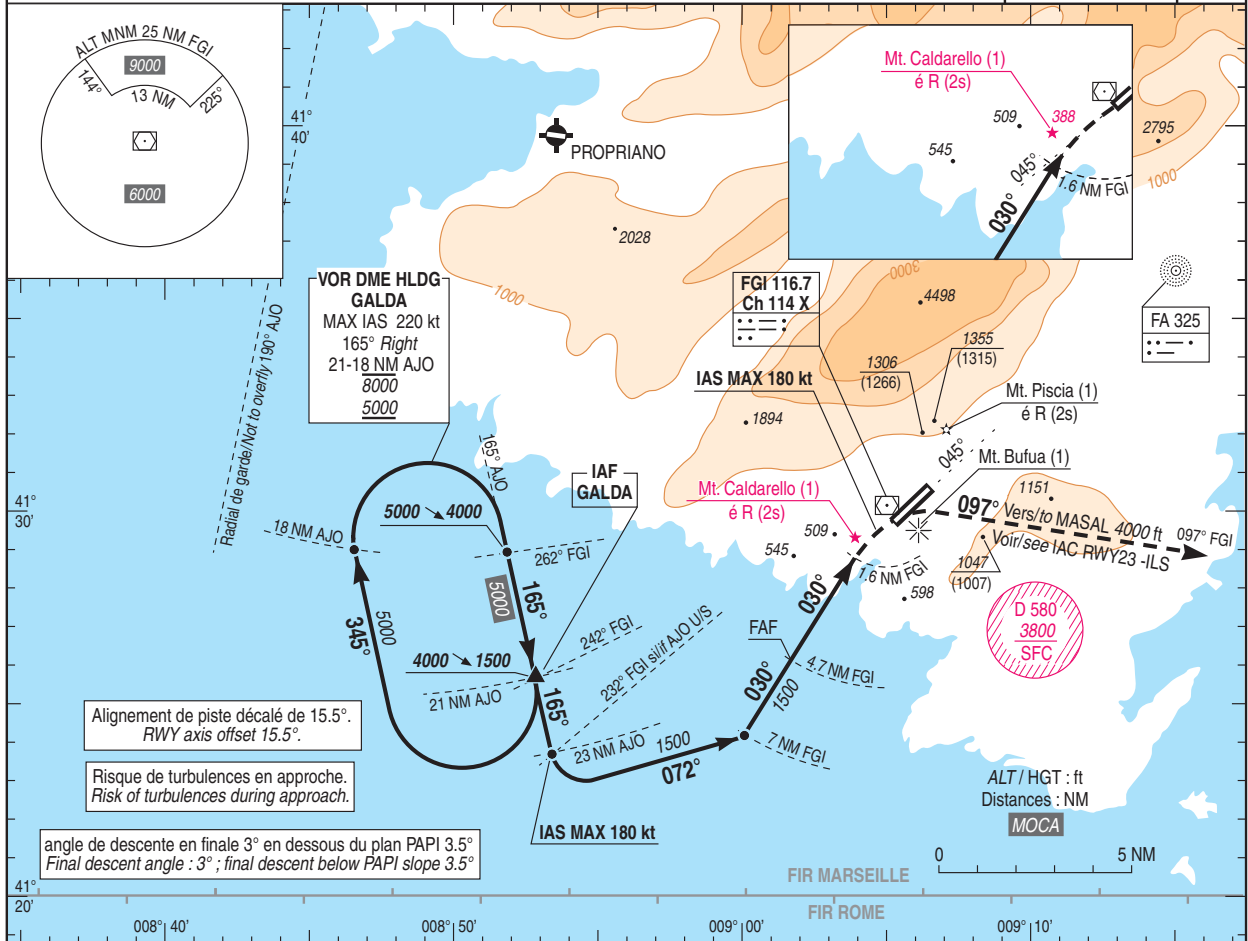 ALT MNM 25 NM FGI
9000
144°
13 NM
225°
6000
41°
40'
PROPRIANO
Mt. Caldarello (1)
é R (2s)
509
388
545
2795
045°
1.6 NM FGI
030°
1000
2028
1000
3000
VOR DME HLDG
GALDA
MAX IAS 220 kt
165° Right
21-18 NM AJO
8000
5000
Radial de garde/Not to overfly 190° AJO
FGI 116.7
Ch 114 X
4498
FA 325
1355
(1315)
1306
(1266)
IAS MAX 180 kt
1894
Mt. Piscia (1)
é R (2s)
045°
Mt. Bufua (1)
165° AJO
IAF
GALDA
Mt. Caldarello (1)
é R (2s)
1151
41°
30'
5000 ➘ 4000
18 NM AJO
509
545
097° Vers/to MASAL 4000 ft
097° FGI
Voir/see IAC RWY23 -ILS
262° FGI
1.6 NM FGI
1047
(1007)
598
165°
5000
030°
D 580
3800
SFC
345°
5000
242° FGI
232° FGI si/if AJO U/S
FAF
4000 ➘ 1500
4.7 NM FGI
21 NM AJO
165°
030°
1500
Alignement de piste décalé de 15.5°.
RWY axis offset 15.5°.
23 NM AJO
1500
072°
7 NM FGI
Risque de turbulences en approche.
Risk of turbulences during approach.
ALT / HGT : ft
Distances : NM
MOCA
IAS MAX 180 kt
angle de descente en finale 3° en dessous du plan PAPI 3.5°
Final descent angle : 3° ; final descent below PAPI slope 3.5°
0
5 NM
FIR MARSEILLE
FIR ROME
41°
20'
008° 40'
008° 50'
009° 00'
009° 10'